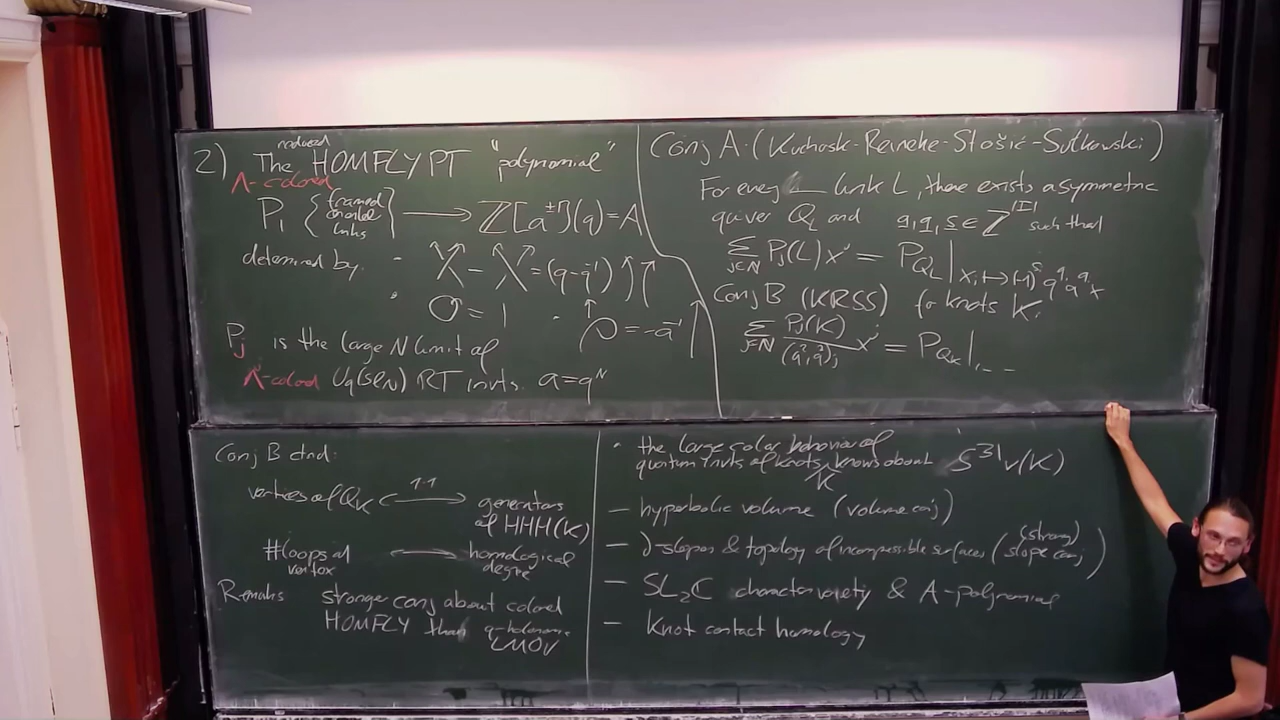 reduced
2) The HOMFLYPT "polynomial"
Λ-colored
P_λ {framed oriented links} → Z[a^{±1}](q) = A
determined by:
= (q-q^{-1})
= 1
= -a^{-1}
P_j is the large N limit of
Λ-colored U_q(sl_N) RT invts. a=q^N
Conj A. (Kucharski-Reineke-Stošić-Sułkowski)
For every link L, there exists a symmetric
quiver Q_L and a, q, s ∈ Z^{|I|} such that
∑_{j∈N} P_j(L) x^j = P_{Q_L} |
Conj B (KRSS) for knots K:
∑_{j∈N} P_j(K)/(q^2,q^2)_j x^j = P_{Q_K} | ...
Conj B ctnd:
vertices of Q_K ⟷ 1-1 generators of HHH(K)
#loops at vertex ⟷ homological degree
Remarks stronger conj about colored
HOMFLY than q-holonomic
LMOV
· the large color behaviour of
quantum invts of knots K knows about S^3\ν(K)
– hyperbolic volume (volume conj)
– ∂-slopes & topology of incompressible surfaces ((strong) slope conj)
– SL_2C character variety & A-polynomial
– Knot contact homology